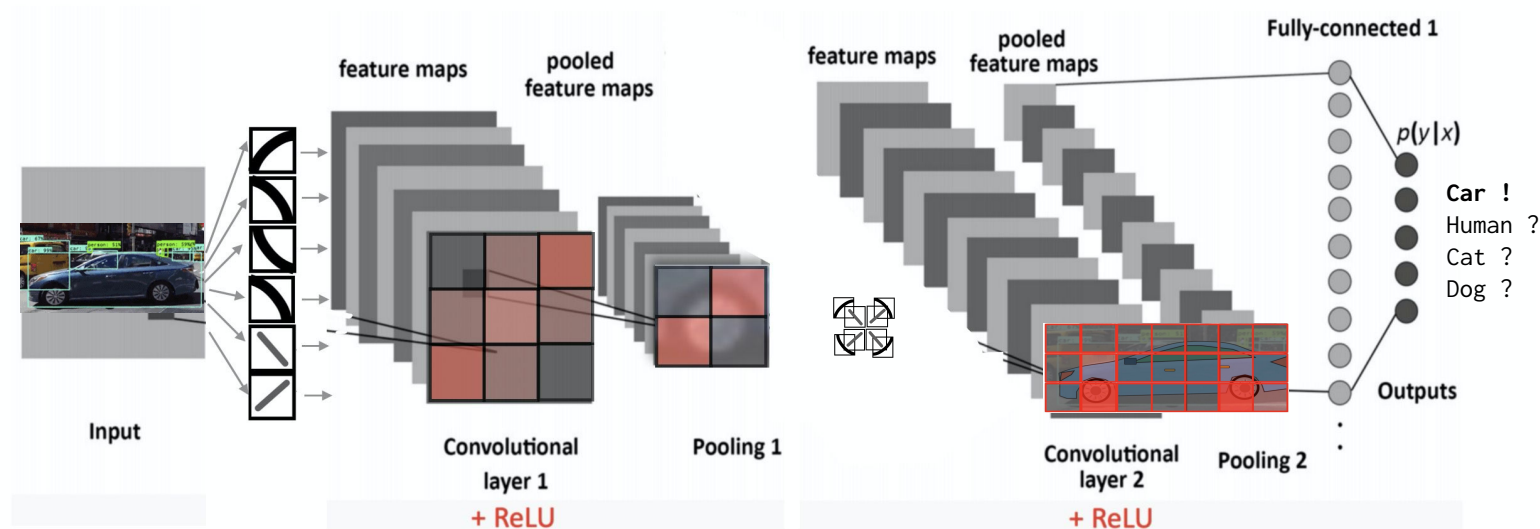 feature maps
pooled
feature maps
feature maps
pooled
feature maps
Fully-connected 1
p(y|x)
Car !
Human ?
Cat ?
Dog ?
Outputs
Input
Convolutional
layer 1
+ ReLU
Pooling 1
Convolutional
layer 2
+ ReLU
Pooling 2